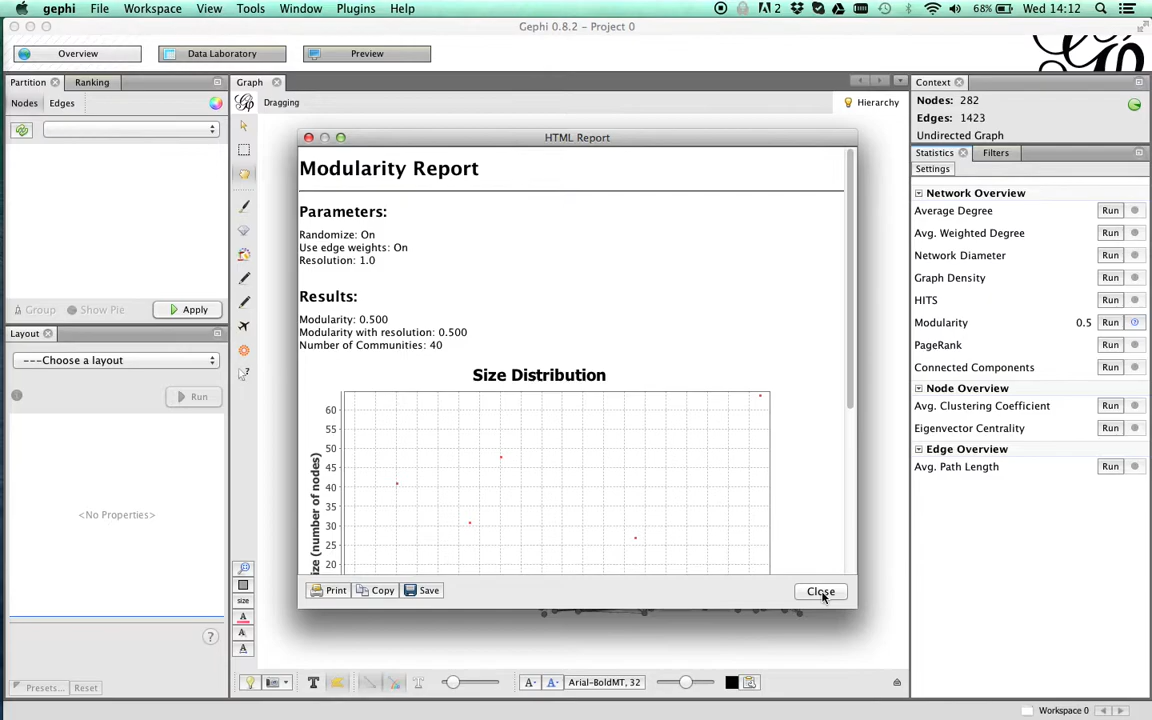 gephi File Workspace View Tools Window Plugins Help 2 68% Wed 14:12
Gephi 0.8.2 - Project 0
Overview Data Laboratory Preview
Partition Ranking
Nodes Edges
Group Show Pie Apply
Layout
---Choose a layout
Run
<No Properties>
?
Presets... Reset
Graph
Dragging Hierarchy
HTML Report
Modularity Report
Parameters:
Randomize: On
Use edge weights: On
Resolution: 1.0
Results:
Modularity: 0.500
Modularity with resolution: 0.500
Number of Communities: 40
Size Distribution
60
55
50
45
40
35
30
25
20
ize (number of nodes)
Print Copy Save Close
size
A
A
A
T T A- A- Arial-BoldMT, 32
Context
Nodes: 282
Edges: 1423
Undirected Graph
Statistics Filters
Settings
Network Overview
Average Degree Run
Avg. Weighted Degree Run
Network Diameter Run
Graph Density Run
HITS Run
Modularity 0.5 Run ?
PageRank Run
Connected Components Run
Node Overview
Avg. Clustering Coefficient Run
Eigenvector Centrality Run
Edge Overview
Avg. Path Length Run
Workspace 0